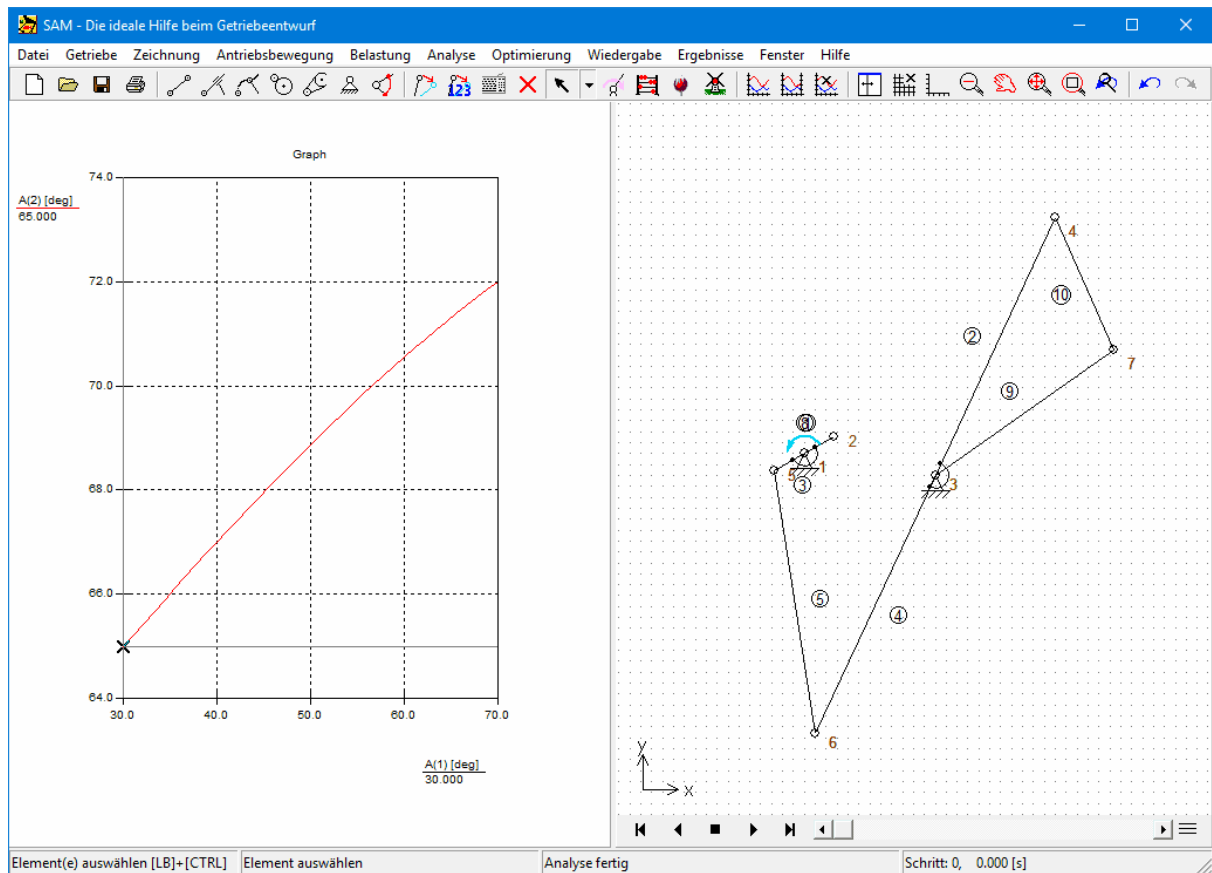 SAM - Die ideale Hilfe beim Getriebeentwurf
Datei Getriebe Zeichnung Antriebsbewegung Belastung Analyse Optimierung Wiedergabe Ergebnisse Fenster Hilfe
123
Graph
A(2) [deg]
65.000
74.0
72.0
70.0
68.0
66.0
64.0
30.0 40.0 50.0 60.0 70.0
A(1) [deg]
30.000
4
10
2
7
9
2
1
5
3
3
5
4
6
y
x
Element(e) auswählen [LB]+[CTRL] Element auswählen Analyse fertig Schritt: 0, 0.000 [s]